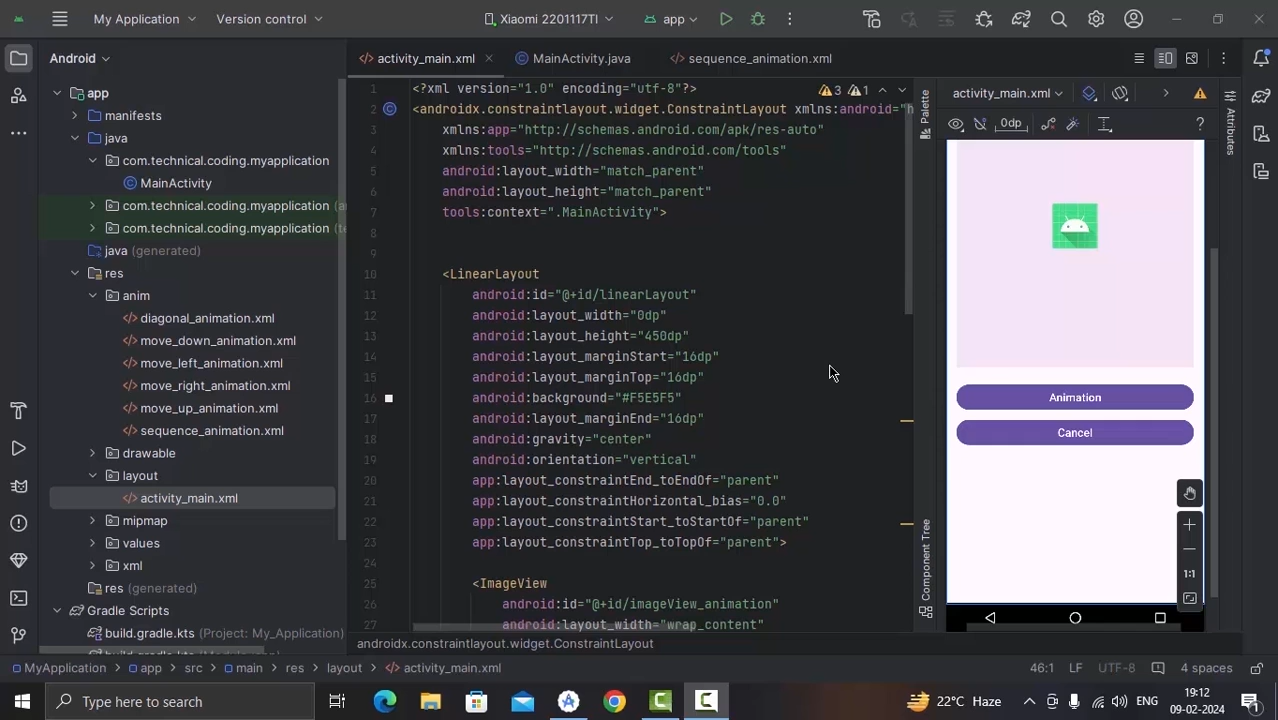 My Application
Version control
Xiaomi 2201117TI
app
Android
activity_main.xml
MainActivity.java
sequence_animation.xml
app
manifests
java
com.technical.coding.myapplication
MainActivity
com.technical.coding.myapplication
com.technical.coding.myapplication
java (generated)
res
anim
diagonal_animation.xml
move_down_animation.xml
move_left_animation.xml
move_right_animation.xml
move_up_animation.xml
sequence_animation.xml
drawable
layout
activity_main.xml
mipmap
values
xml
res (generated)
Gradle Scripts
build.gradle.kts (Project: My_Application)
1 <?xml version="1.0" encoding="utf-8"?>
2 <androidx.constraintlayout.widget.ConstraintLayout xmlns:android="h
3 xmlns:app="http://schemas.android.com/apk/res-auto"
4 xmlns:tools="http://schemas.android.com/tools"
5 android:layout_width="match_parent"
6 android:layout_height="match_parent"
7 tools:context=".MainActivity">
8
9
10 <LinearLayout
11 android:id="@+id/linearLayout"
12 android:layout_width="0dp"
13 android:layout_height="450dp"
14 android:layout_marginStart="16dp"
15 android:layout_marginTop="16dp"
16 android:background="#F5E5F5"
17 android:layout_marginEnd="16dp"
18 android:gravity="center"
19 android:orientation="vertical"
20 app:layout_constraintEnd_toEndOf="parent"
21 app:layout_constraintHorizontal_bias="0.0"
22 app:layout_constraintStart_toStartOf="parent"
23 app:layout_constraintTop_toTopOf="parent">
24
25 <ImageView
26 android:id="@+id/imageView_animation"
27 android:layout_width="wrap_content"
3 1
androidx.constraintlayout.widget.ConstraintLayout
Palette
Component Tree
activity_main.xml
0dp
?
Animation
Cancel
1:1
Attributes
MyApplication
app
src
main
res
layout
activity_main.xml
46:1
LF
UTF-8
4 spaces
Type here to search
22°C Haze
ENG
19:12
09-02-2024
1